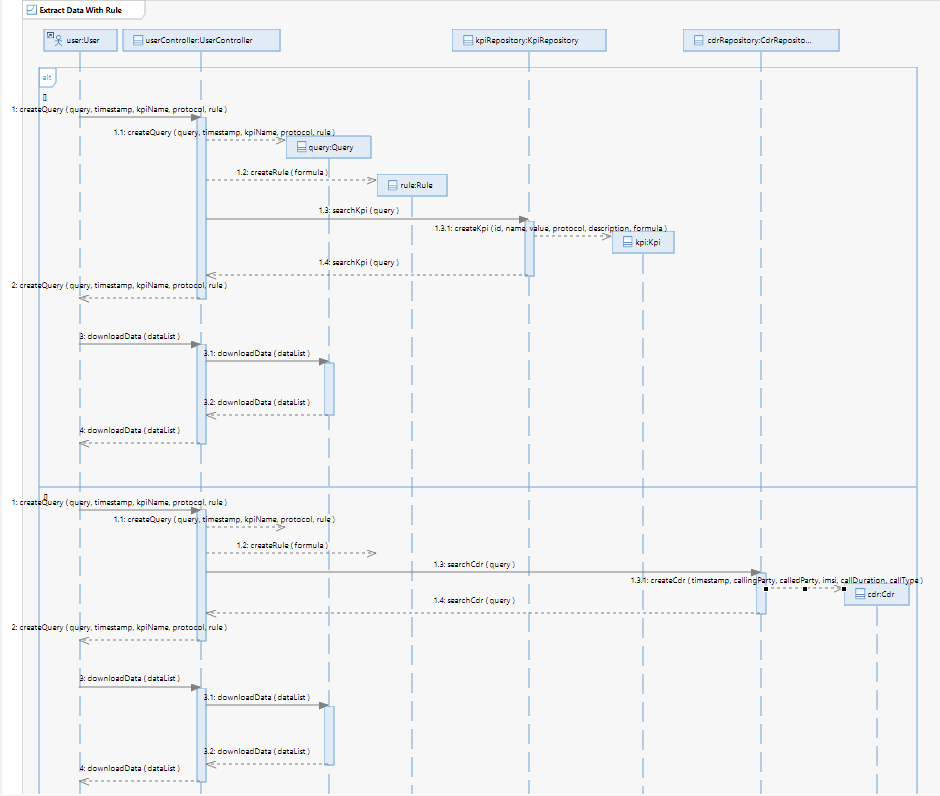 Extract Data With Rule
user:User
userController:UserController
kpiRepository:KpiRepository
cdrRepository:CdrReposito...
alt
[]
1: createQuery ( query, timestamp, kpiName, protocol, rule )
1.1: createQuery ( query, timestamp, kpiName, protocol, rule )
query:Query
1.2: createRule ( formula )
rule:Rule
1.3: searchKpi ( query )
1.3.1: createKpi ( id, name, value, protocol, description, formula )
kpi:Kpi
1.4: searchKpi ( query )
2: createQuery ( query, timestamp, kpiName, protocol, rule )
3: downloadData ( dataList )
3.1: downloadData ( dataList )
3.2: downloadData ( dataList )
4: downloadData ( dataList )
[]
1: createQuery ( query, timestamp, kpiName, protocol, rule )
1.1: createQuery ( query, timestamp, kpiName, protocol, rule )
1.2: createRule ( formula )
1.3: searchCdr ( query )
1.3.1: createCdr ( timestamp, callingParty, calledParty, imsi, callDuration, callType )
cdr:Cdr
1.4: searchCdr ( query )
2: createQuery ( query, timestamp, kpiName, protocol, rule )
3: downloadData ( dataList )
3.1: downloadData ( dataList )
3.2: downloadData ( dataList )
4: downloadData ( dataList )